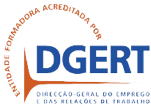 ENTIDADE FORMADORA ACREDITADA POR
DGERT
DIRECÇÃO-GERAL DO EMPREGO
E DAS RELAÇÕES DE TRABALHO